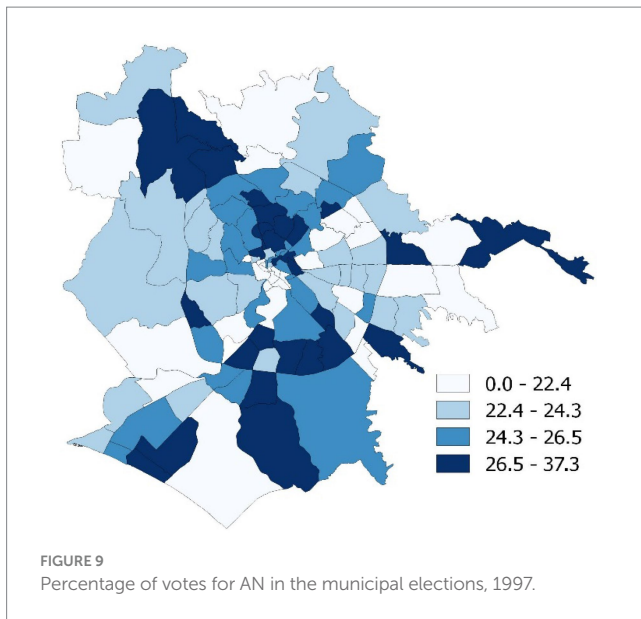 0.0 - 22.4
22.4 - 24.3
24.3 - 26.5
26.5 - 37.3
FIGURE 9
Percentage of votes for AN in the municipal elections, 1997.